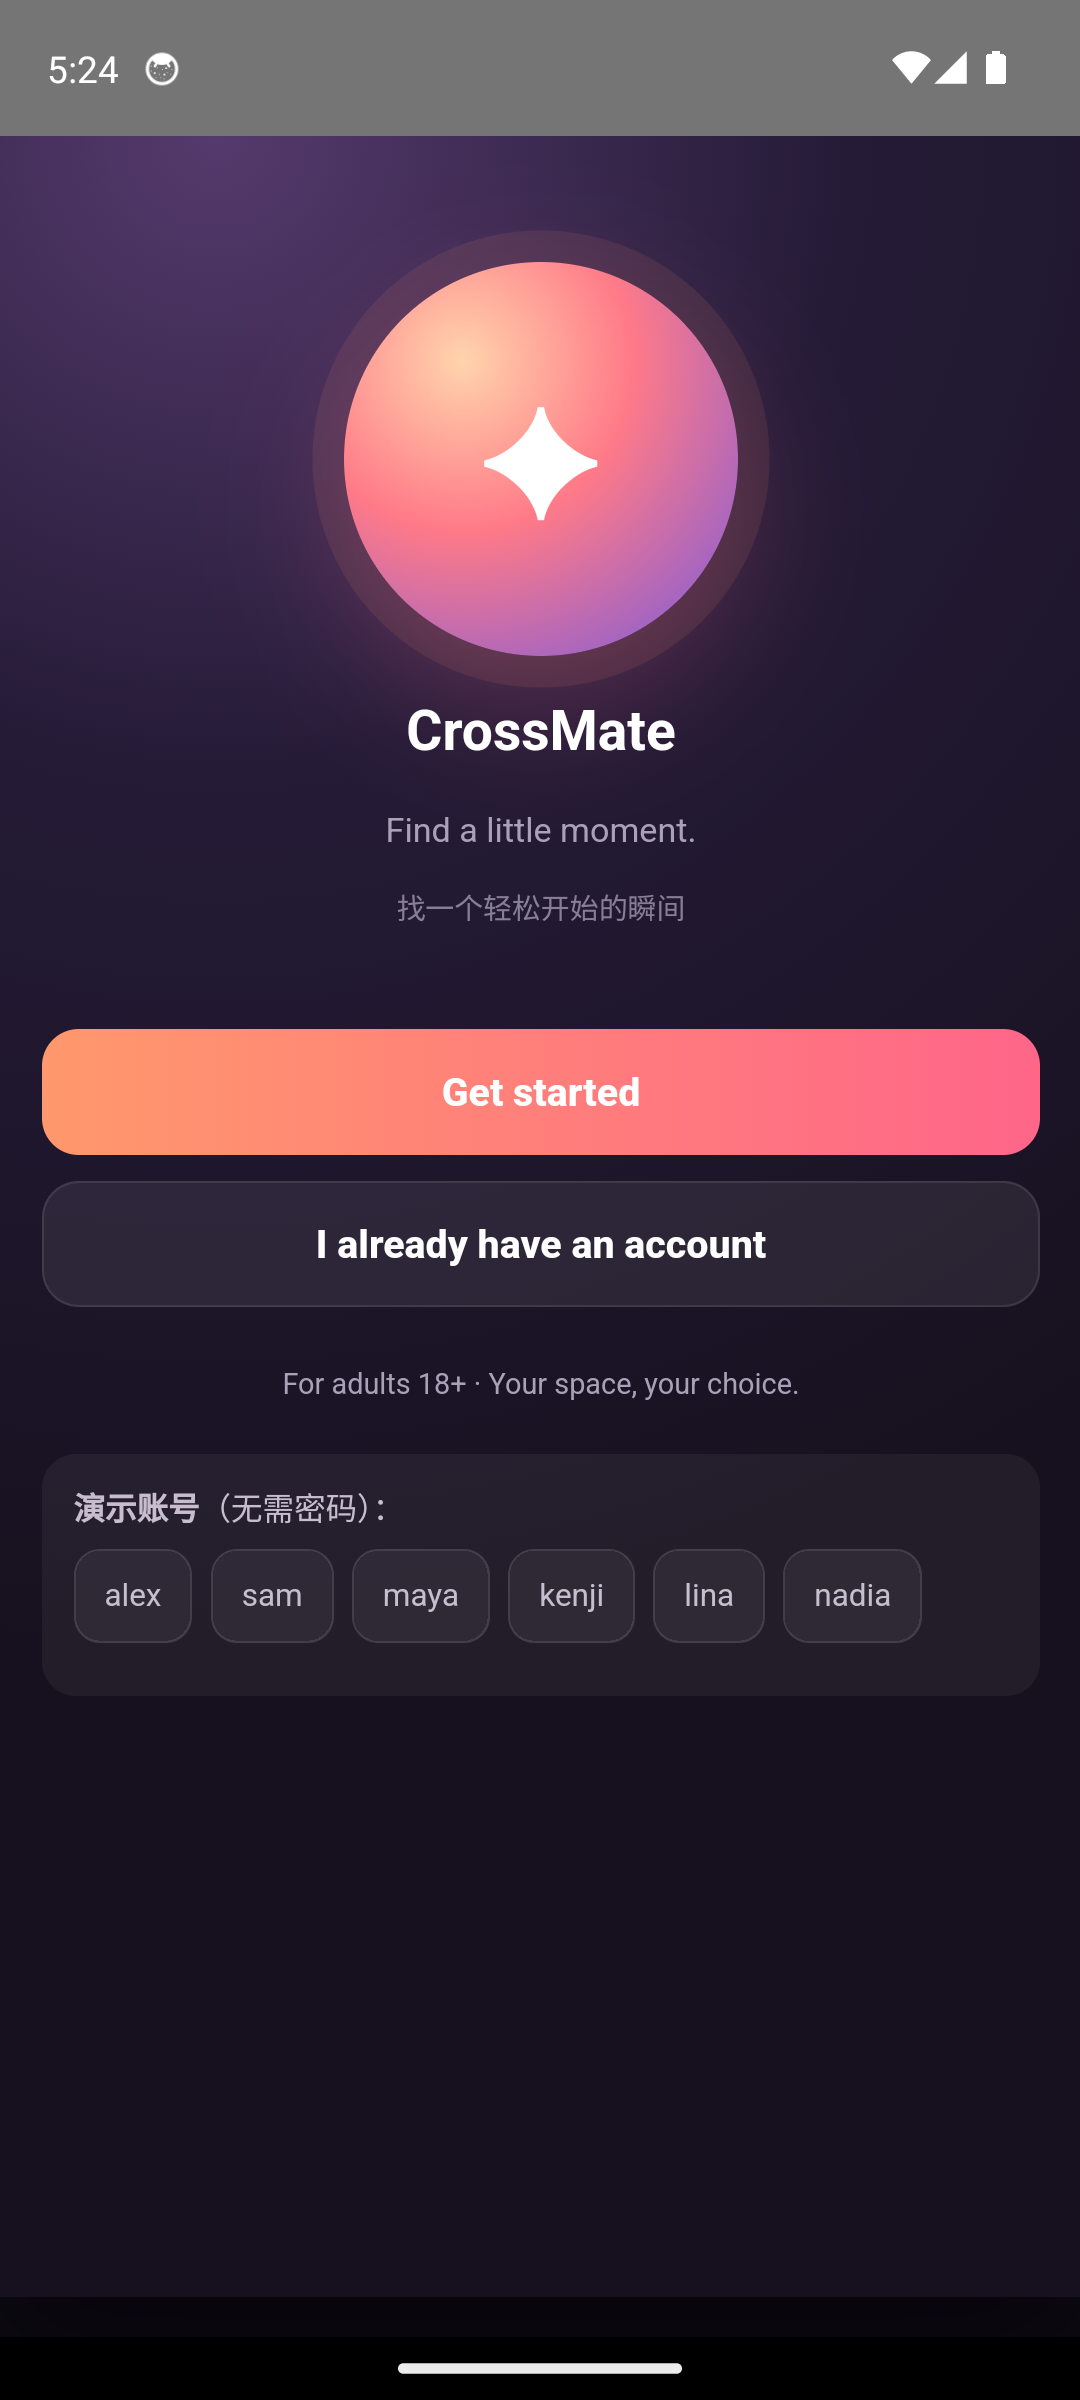 5:24
CrossMate
Find a little moment.
找一个轻松开始的瞬间
Get started
I already have an account
For adults 18+ · Your space, your choice.
演示账号（无需密码）：
alex sam maya kenji lina nadia